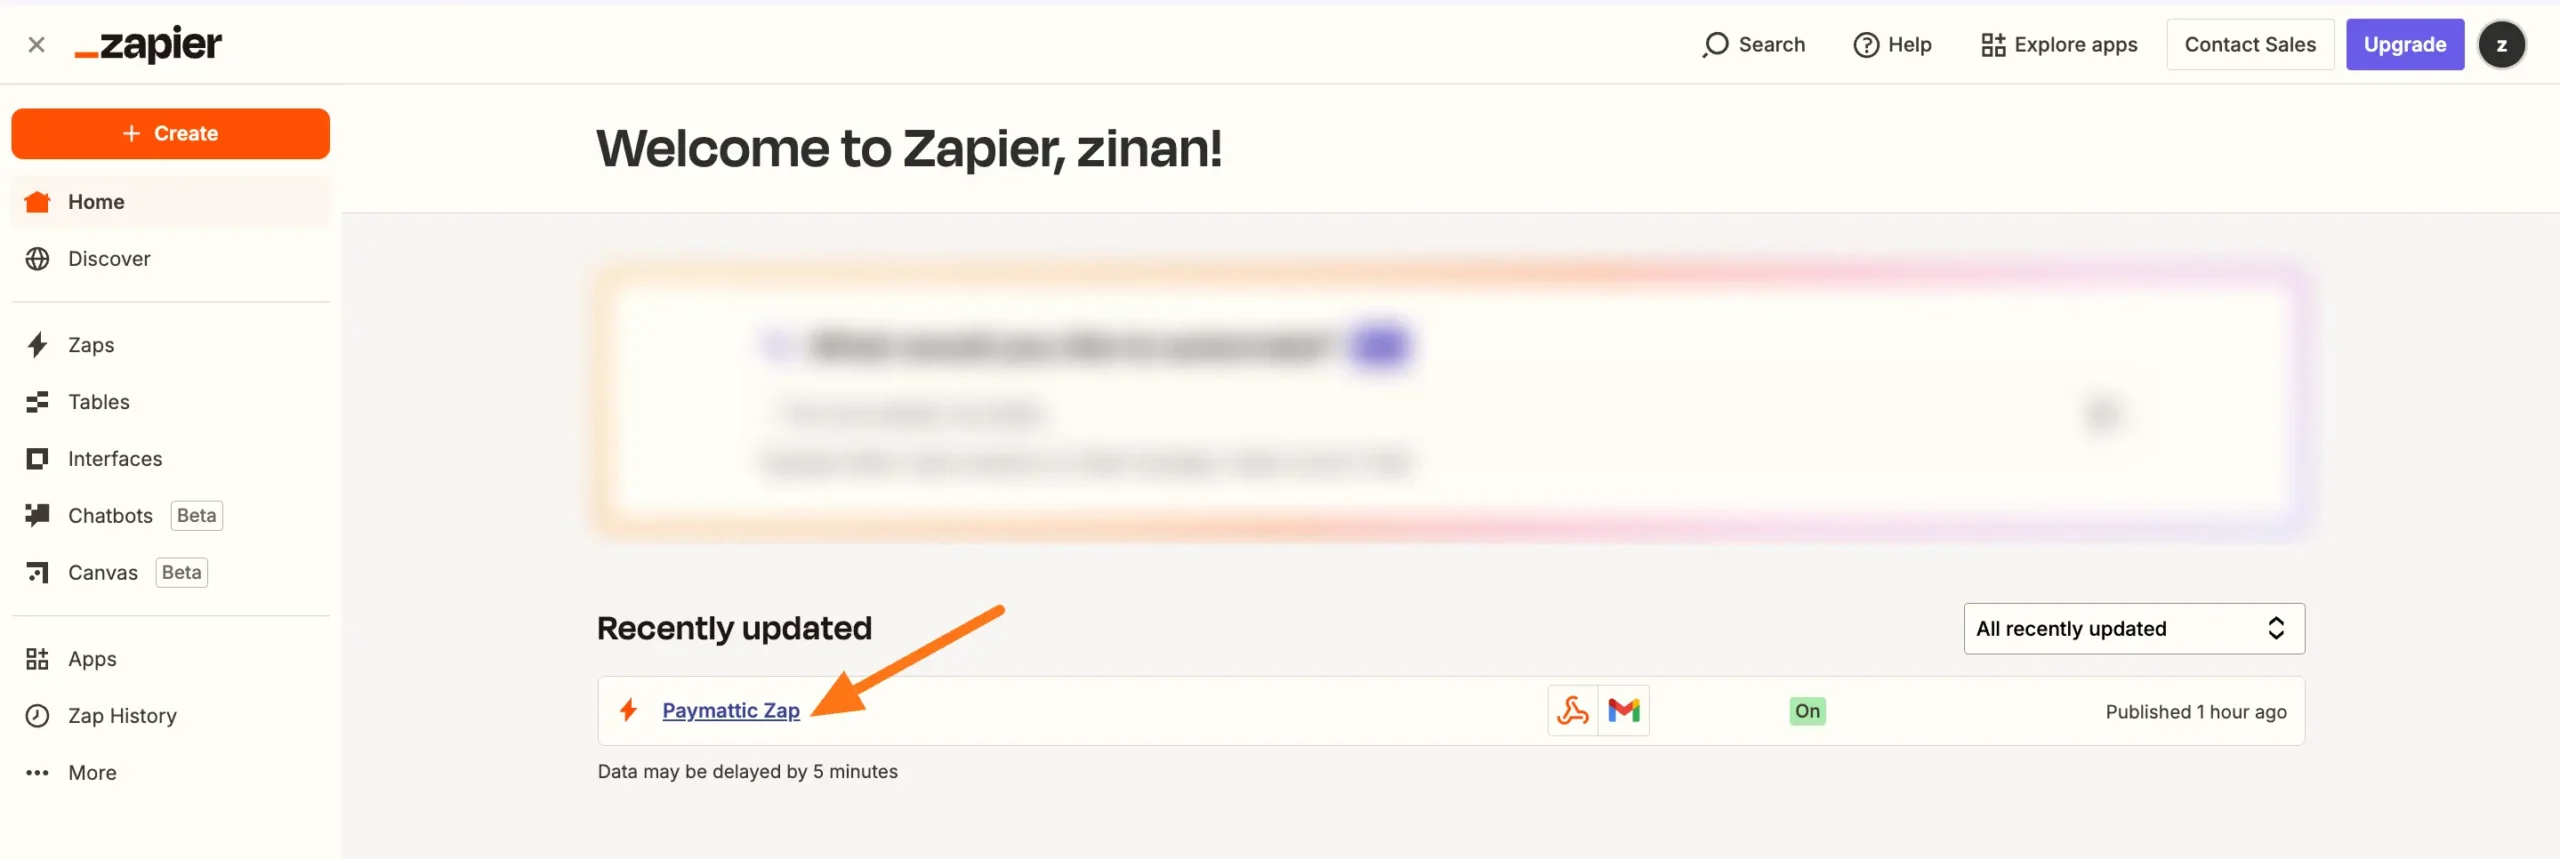 zapier
Search
Help
Explore apps
Contact Sales
Upgrade
z
+ Create
Home
Discover
Zaps
Tables
Interfaces
Chatbots Beta
Canvas Beta
Apps
Zap History
More
Welcome to Zapier, zinan!
Recently updated
All recently updated
Paymattic Zap
On
Published 1 hour ago
Data may be delayed by 5 minutes